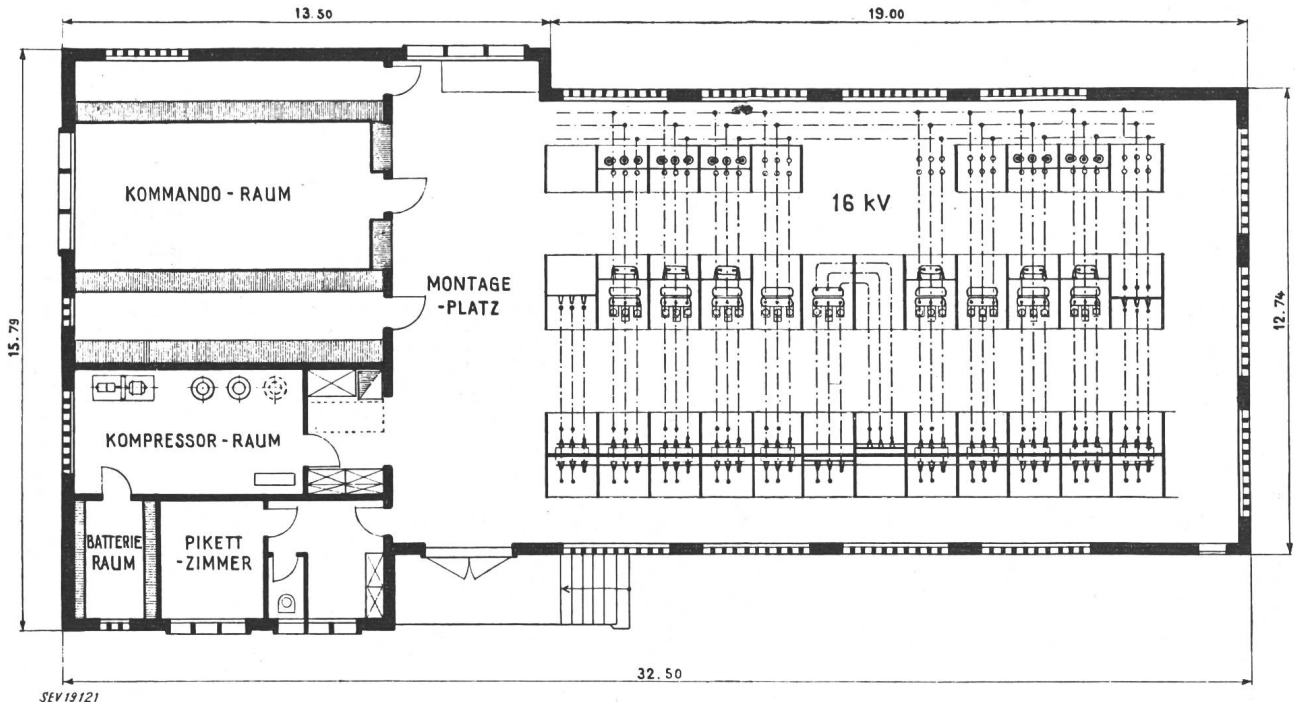 13.50
19.00
15.79
KOMMANDO-RAUM
16 kV
MONTAGE
-PLATZ
12.74
KOMPRESSOR-RAUM
BATTERIE
RAUM
PIKETT
-ZIMMER
32.50
SEV19121